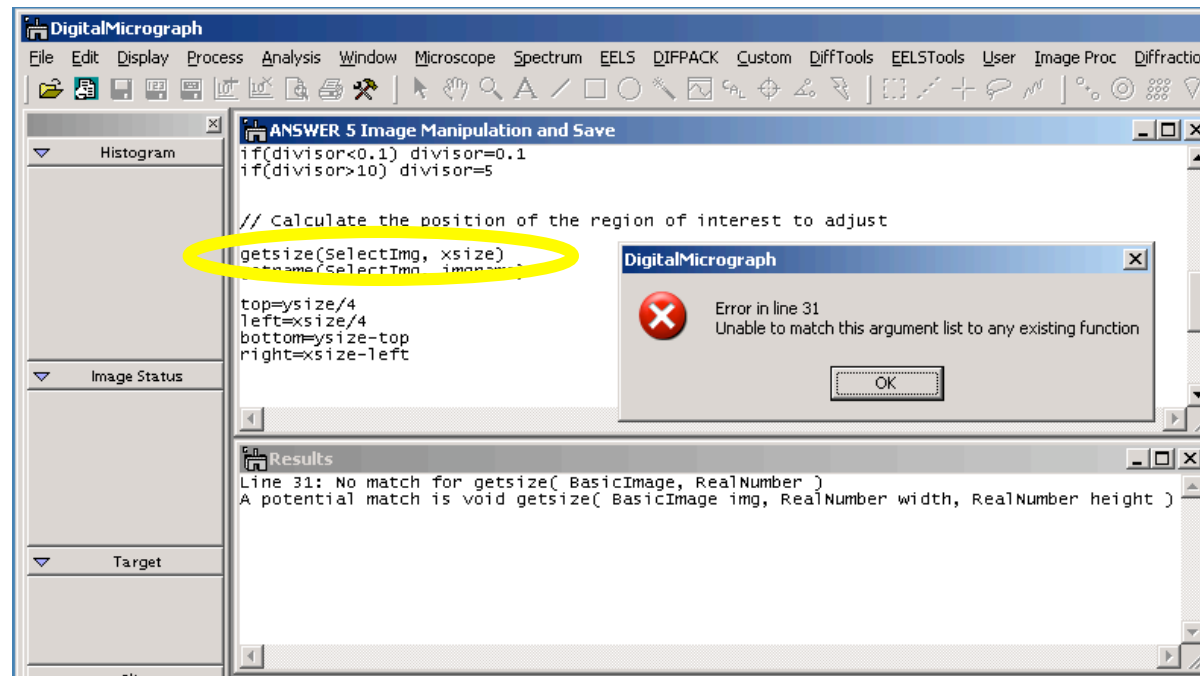 DigitalMicrograph
File Edit Display Process Analysis Window Microscope Spectrum EELS DIFPACK Custom DiffTools EELSTools User Image Proc Diffractio
Histogram
Image Status
Target
ANSWER 5 Image Manipulation and Save
if(divisor<0.1) divisor=0.1
if(divisor>10) divisor=5
// Calculate the position of the region of interest to adjust
getsize(SelectImg, xsize)
getname(SelectImg, imgname)
top=ysize/4
left=xsize/4
bottom=ysize-top
right=xsize-left
DigitalMicrograph
Error in line 31
Unable to match this argument list to any existing function
OK
Results
Line 31: No match for getsize( BasicImage, RealNumber )
A potential match is void getsize( BasicImage img, RealNumber width, RealNumber height )